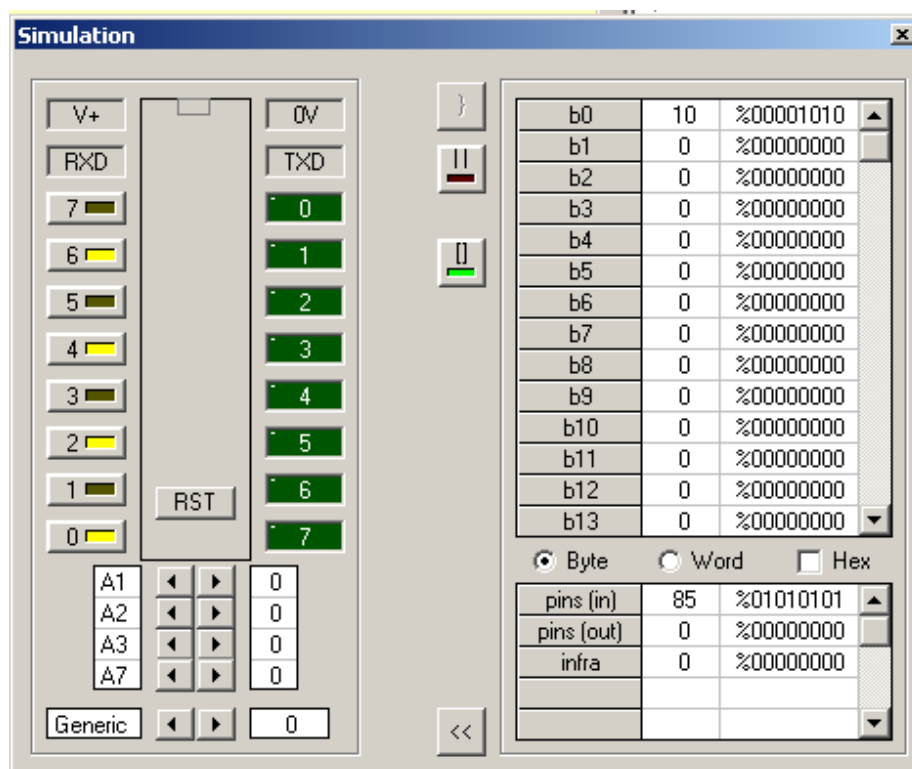 Simulation
V+ 0V
RXD TXD
7 0
6 1
5 2
4 3
3 4
2 5
1 6
0 7
RST
A1 0
A2 0
A3 0
A7 0
Generic 0
}
||
[]
<<
b0 10 %00001010
b1 0 %00000000
b2 0 %00000000
b3 0 %00000000
b4 0 %00000000
b5 0 %00000000
b6 0 %00000000
b7 0 %00000000
b8 0 %00000000
b9 0 %00000000
b10 0 %00000000
b11 0 %00000000
b12 0 %00000000
b13 0 %00000000
Byte Word Hex
pins (in) 85 %01010101
pins (out) 0 %00000000
infra 0 %00000000